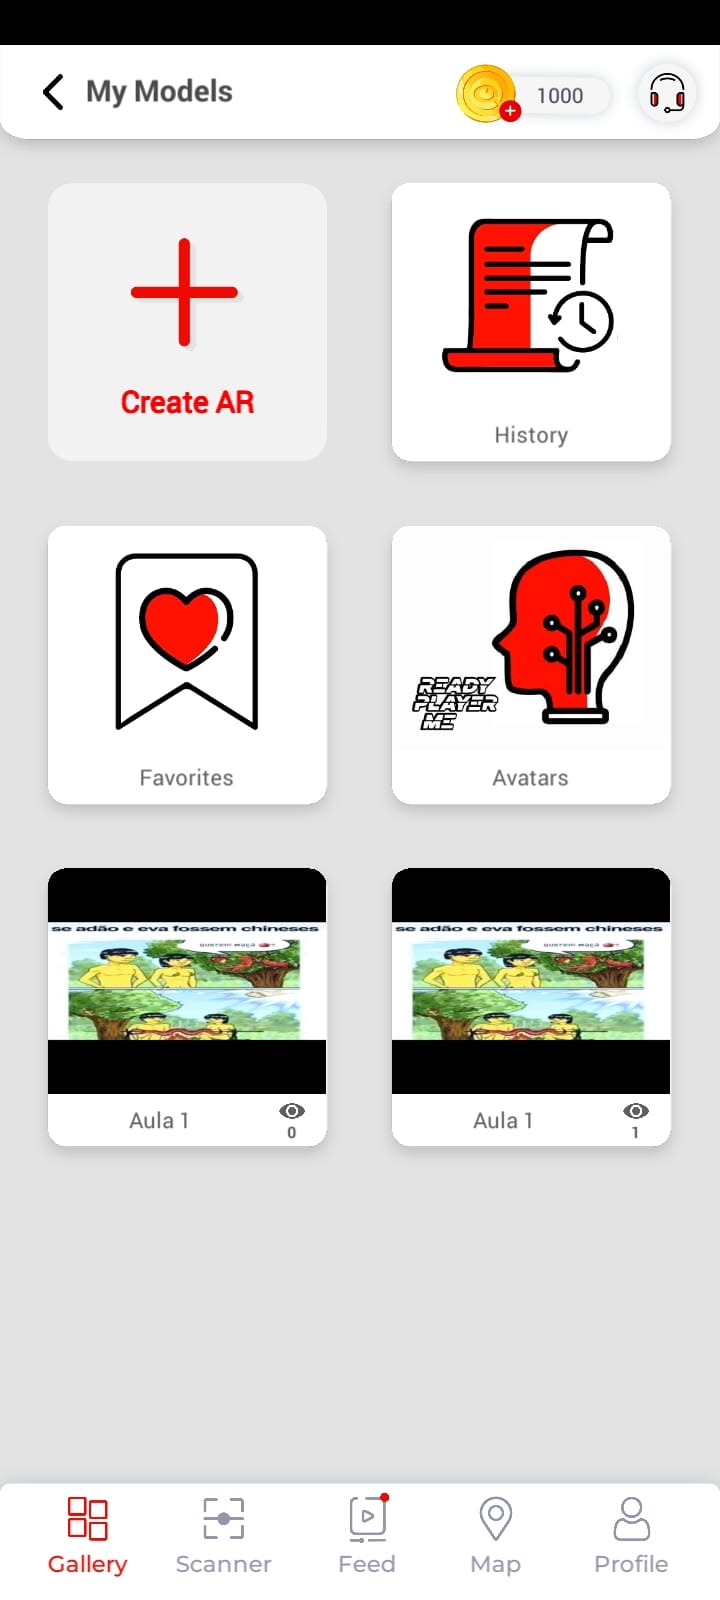 My Models
1000
Create AR
History
READY
PLAYER
ME
Favorites
Avatars
se adão e eva fossem chineses
querem maçã
Aula 1
0
se adão e eva fossem chineses
querem maçã
Aula 1
1
Gallery
Scanner
Feed
Map
Profile